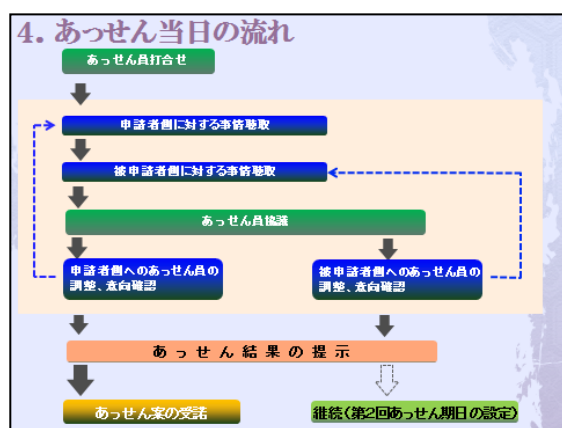 4. あっせん当日の流れ
あっせん員打合せ
申請者側に対する事情聴取
被申請者側に対する事情聴取
あっせん員協議
申請者側へのあっせん員の
調整、意向確認
被申請者側へのあっせん員の
調整、意向確認
あっせん結果の提示
あっせん案の受諾
継続(第2回あっせん期日の設定)